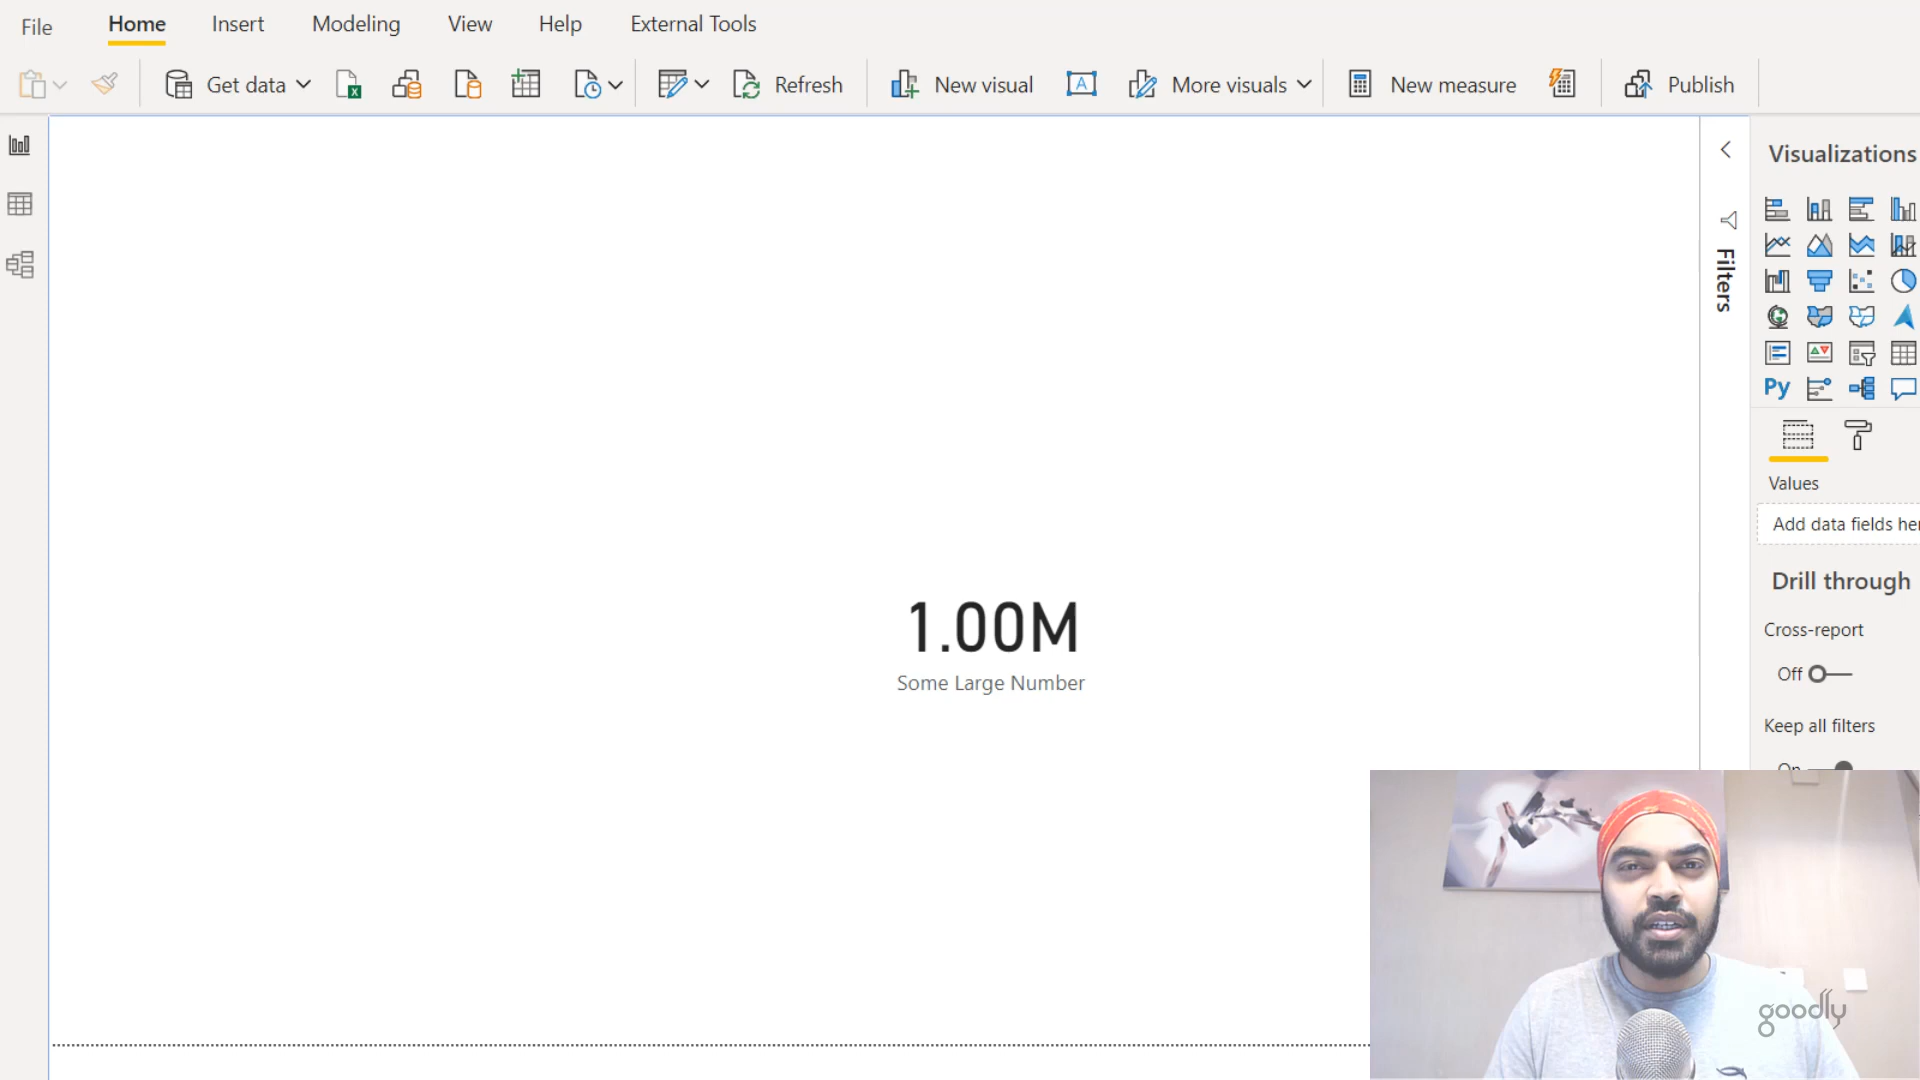 File Home Insert Modeling View Help External Tools
Get data Refresh New visual A More visuals New measure Publish
Visualizations
Filters
Py
Values
Add data fields her
Drill through
Cross-report
Off
Keep all filters
On
1.00M
Some Large Number
goodly